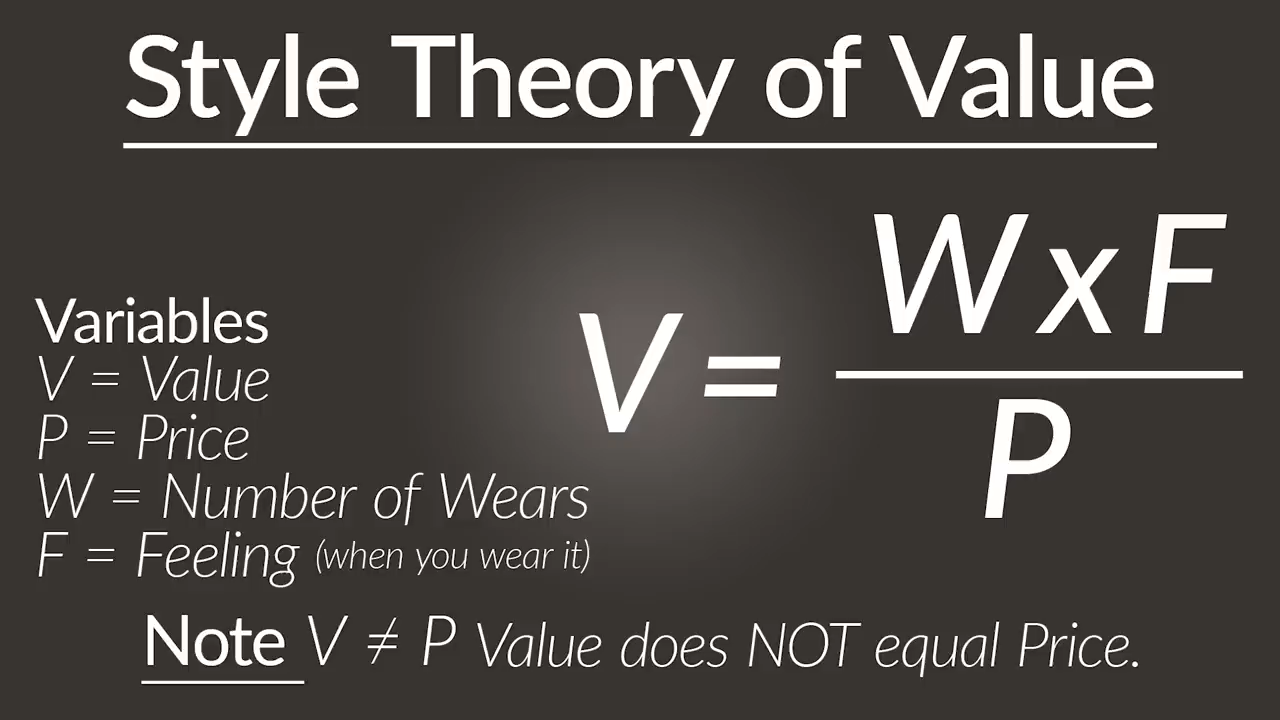 Style Theory of Value
V = W x F
P
Variables
V = Value
P = Price
W = Number of Wears
F = Feeling (when you wear it)
Note V ≠ P Value does NOT equal Price.